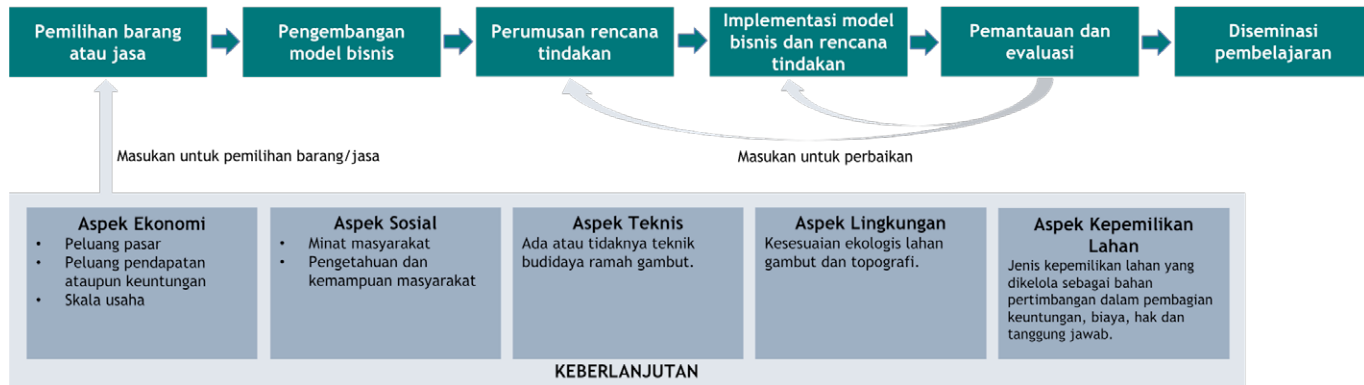 Pemilihan barang
atau jasa
Pengembangan
model bisnis
Perumusan rencana
tindakan
Implementasi model
bisnis dan rencana
tindakan
Pemantauan dan
evaluasi
Diseminasi
pembelajaran
Masukan untuk pemilihan barang/jasa
Masukan untuk perbaikan
Aspek Ekonomi
• Peluang pasar
• Peluang pendapatan
ataupun keuntungan
• Skala usaha
Aspek Sosial
• Minat masyarakat
• Pengetahuan dan
kemampuan masyarakat
Aspek Teknis
Ada atau tidaknya teknik
budidaya ramah gambut.
Aspek Lingkungan
Kesesuaian ekologis lahan
gambut dan topografi.
Aspek Kepemilikan
Lahan
Jenis kepemilikan lahan yang
dikelola sebagai bahan
pertimbangan dalam pembagian
keuntungan, biaya, hak dan
tanggung jawab.
KEBERLANJUTAN